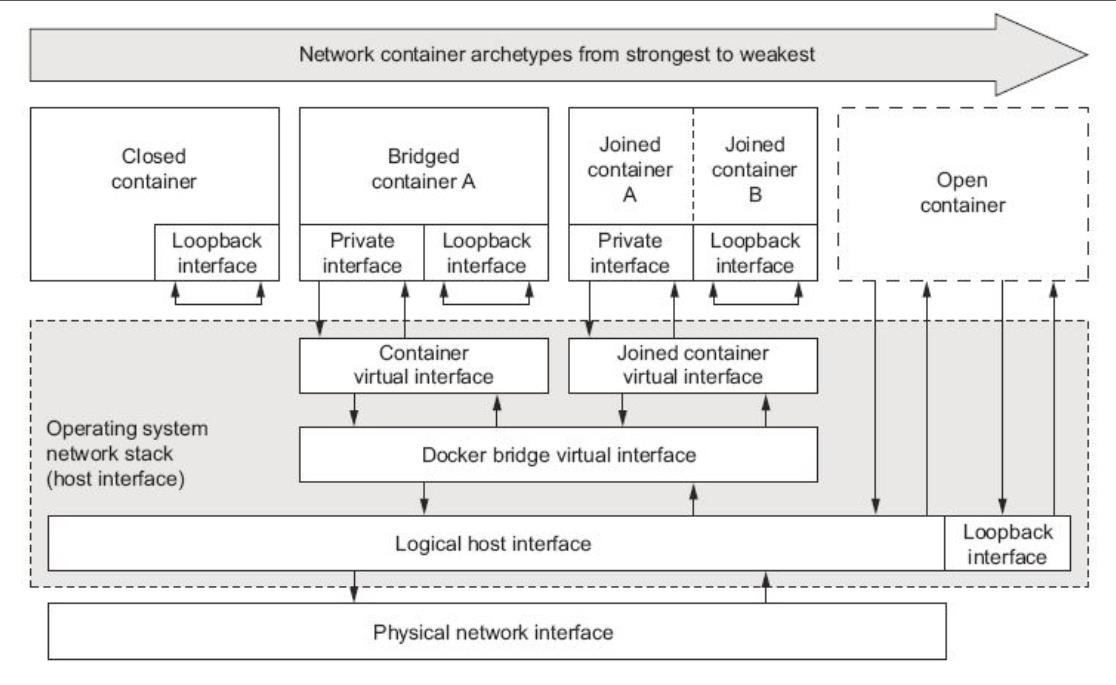 Network container archetypes from strongest to weakest
Closed
container
Loopback
interface
Bridged
container A
Private
interface
Loopback
interface
Joined
container
A
Joined
container
B
Private
interface
Loopback
interface
Open
container
Container
virtual interface
Joined container
virtual interface
Operating system
network stack
(host interface)
Docker bridge virtual interface
Logical host interface
Loopback
interface
Physical network interface